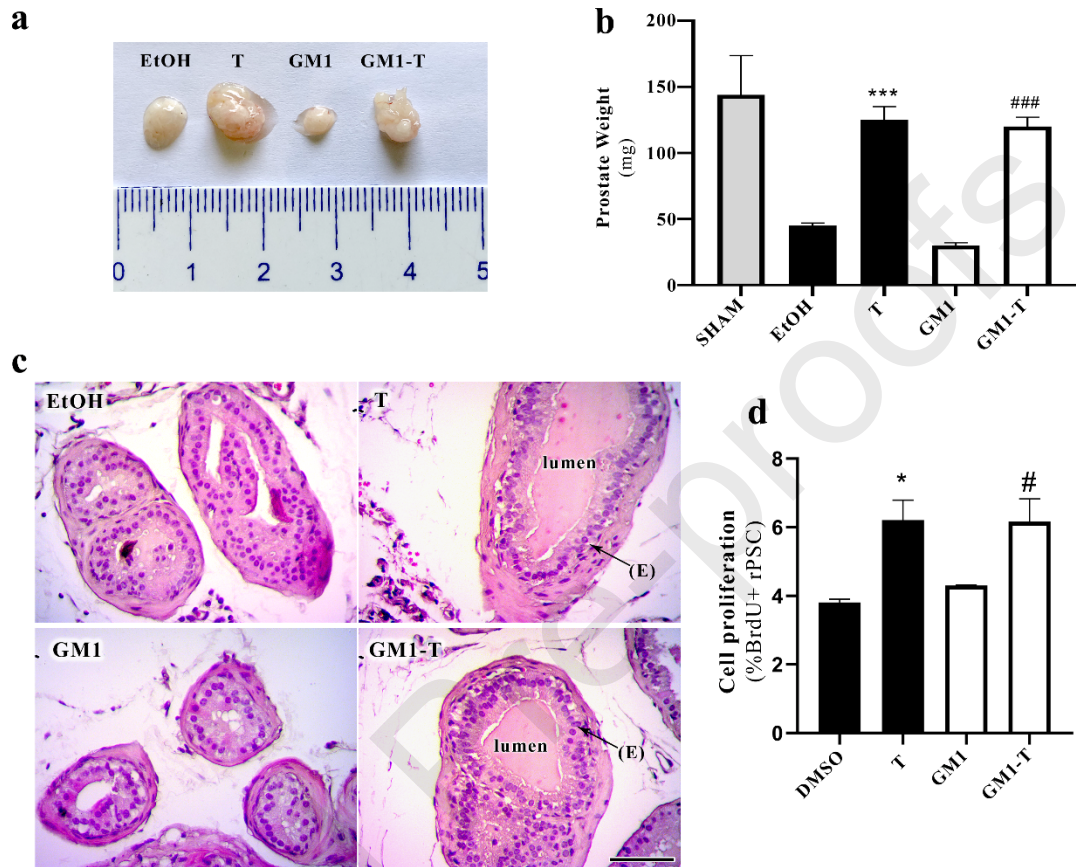 a
EtOH T GM1 GM1-T
0 1 2 3 4 5
b
Prostate Weight
(mg)
200
150
100
50
0
***
###
SHAM
EtOH
T
GM1
GM1-T
c
EtOH
T
lumen
(E)
GM1
GM1-T
lumen
(E)
d
Cell proliferation
(%BrdU+ rPSC)
8
6
4
2
0
*
#
DMSO
T
GM1
GM1-T
Pre-proofs